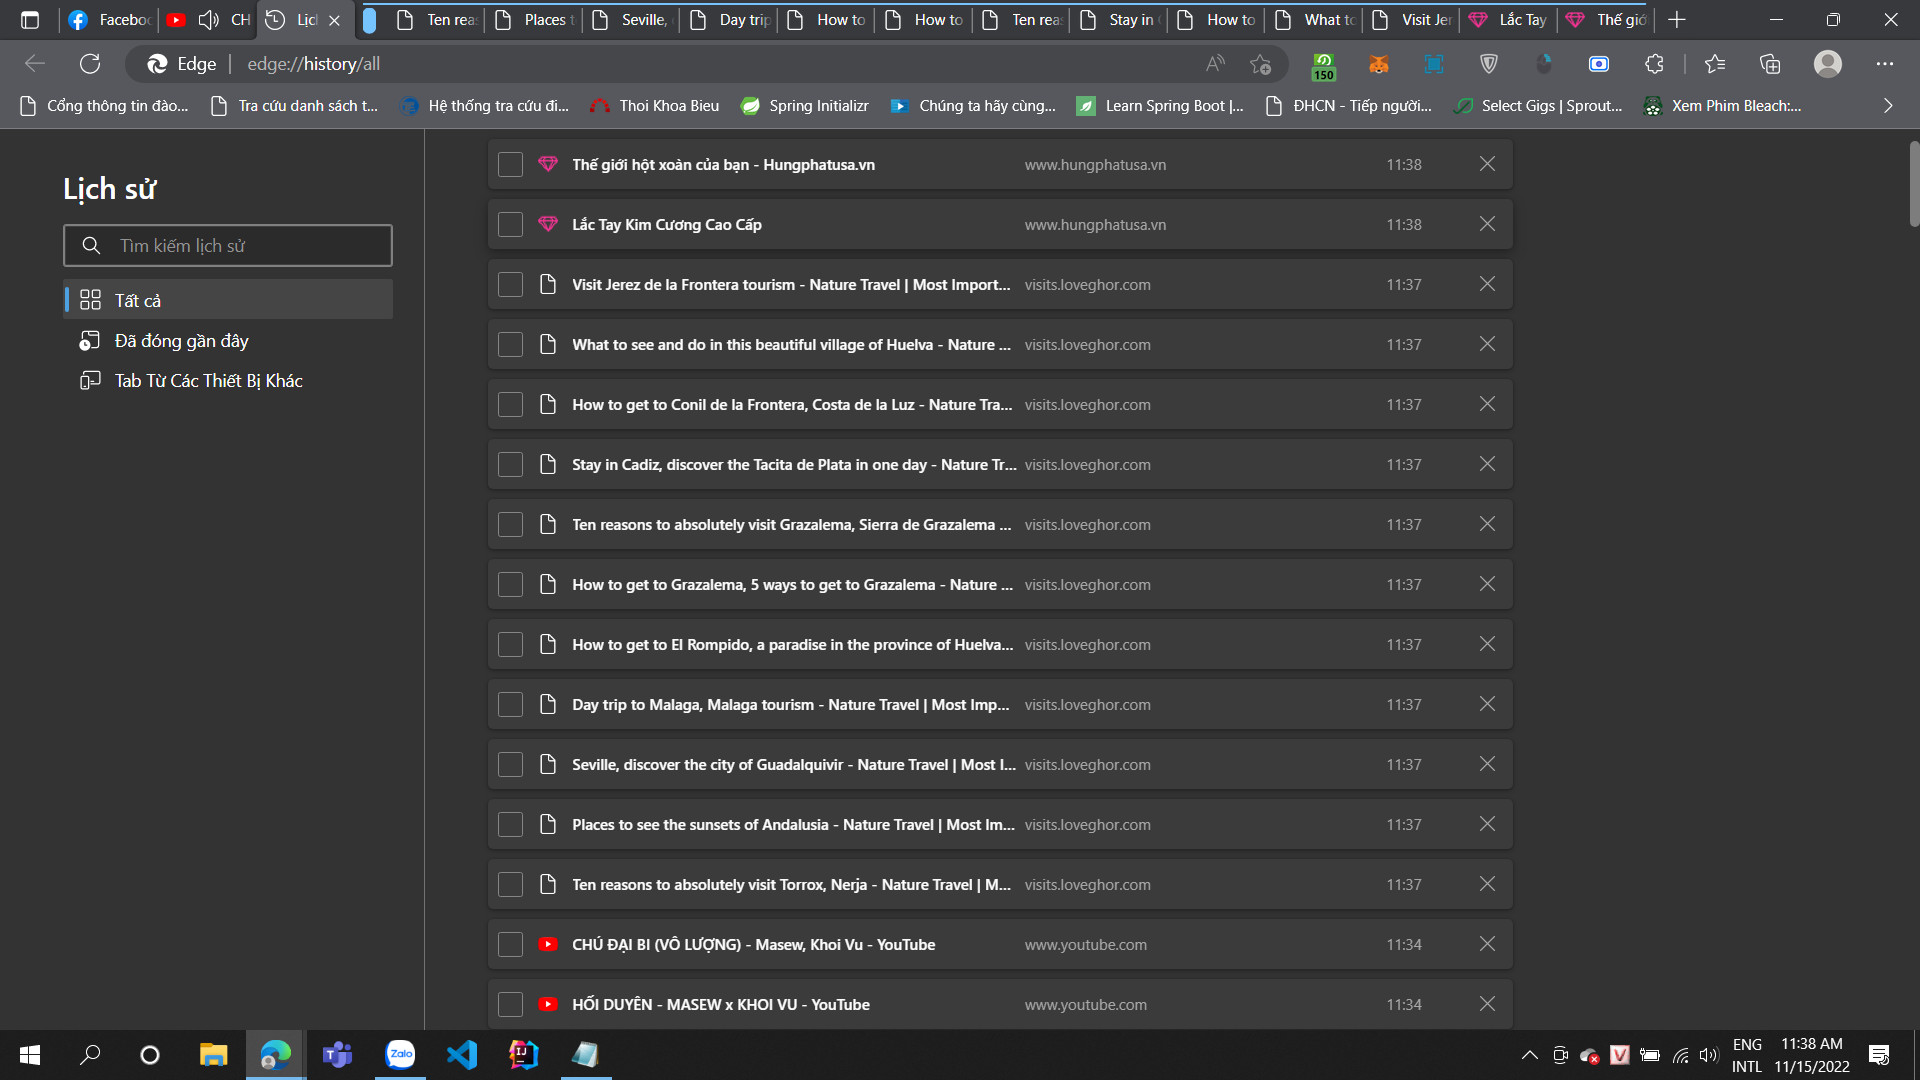 Faceboo
CH
Lịch
Ten reas
Places t
Seville,
Day trip
How to
How to
Ten reas
Stay in
How to
What to
Visit Jer
Lắc Tay
Thế giớ
Edge
edge://history/all
150
Cổng thông tin đào...
Tra cứu danh sách t...
Hệ thống tra cứu đi...
Thoi Khoa Bieu
Spring Initializr
Chúng ta hãy cùng...
Learn Spring Boot |...
ĐHCN - Tiếp người...
Select Gigs | Sprout...
Xem Phim Bleach:...
Lịch sử
Tìm kiếm lịch sử
Tất cả
Đã đóng gần đây
Tab Từ Các Thiết Bị Khác
Thế giới hột xoàn của bạn - Hungphatusa.vn www.hungphatusa.vn 11:38
Lắc Tay Kim Cương Cao Cấp www.hungphatusa.vn 11:38
Visit Jerez de la Frontera tourism - Nature Travel | Most Import... visits.loveghor.com 11:37
What to see and do in this beautiful village of Huelva - Nature ... visits.loveghor.com 11:37
How to get to Conil de la Frontera, Costa de la Luz - Nature Tra... visits.loveghor.com 11:37
Stay in Cadiz, discover the Tacita de Plata in one day - Nature Tr... visits.loveghor.com 11:37
Ten reasons to absolutely visit Grazalema, Sierra de Grazalema ... visits.loveghor.com 11:37
How to get to Grazalema, 5 ways to get to Grazalema - Nature ... visits.loveghor.com 11:37
How to get to El Rompido, a paradise in the province of Huelva... visits.loveghor.com 11:37
Day trip to Malaga, Malaga tourism - Nature Travel | Most Imp... visits.loveghor.com 11:37
Seville, discover the city of Guadalquivir - Nature Travel | Most I... visits.loveghor.com 11:37
Places to see the sunsets of Andalusia - Nature Travel | Most Im... visits.loveghor.com 11:37
Ten reasons to absolutely visit Torrox, Nerja - Nature Travel | M... visits.loveghor.com 11:37
CHÚ ĐẠI BI (VÔ LƯỢNG) - Masew, Khoi Vu - YouTube www.youtube.com 11:34
HỐI DUYÊN - MASEW x KHOI VU - YouTube www.youtube.com 11:34
Zalo
ENG
INTL
11:38 AM
11/15/2022